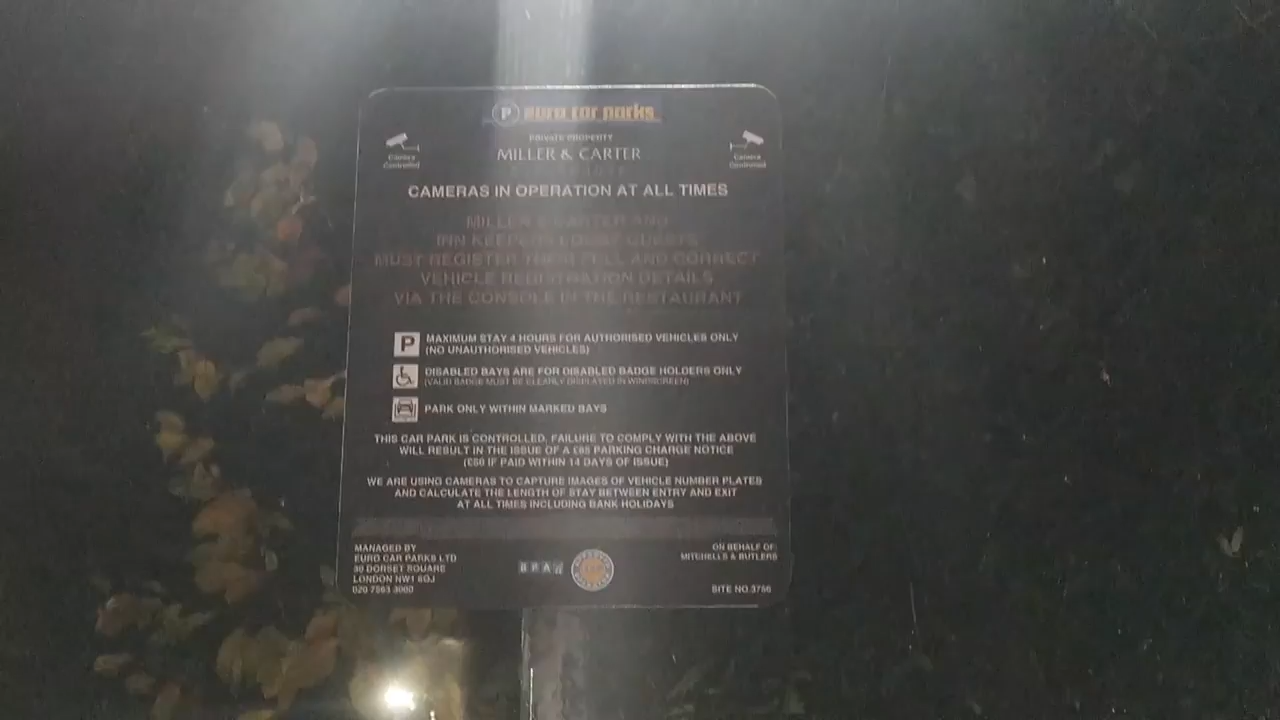 P euro car parks
PRIVATE PROPERTY
MILLER & CARTER
Camera
Controlled
Camera
Controlled
CAMERAS IN OPERATION AT ALL TIMES
MILLER & CARTER AND
INN KEEPER'S LODGE GUESTS
MUST REGISTER THEIR FULL AND CORRECT
VEHICLE REGISTRATION DETAILS
VIA THE CONSOLE IN THE RESTAURANT
P MAXIMUM STAY 4 HOURS FOR AUTHORISED VEHICLES ONLY
(NO UNAUTHORISED VEHICLES)
DISABLED BAYS ARE FOR DISABLED BADGE HOLDERS ONLY
(VALID BADGE MUST BE CLEARLY DISPLAYED IN WINDSCREEN)
PARK ONLY WITHIN MARKED BAYS
THIS CAR PARK IS CONTROLLED, FAILURE TO COMPLY WITH THE ABOVE
WILL RESULT IN THE ISSUE OF A £85 PARKING CHARGE NOTICE
(£50 IF PAID WITHIN 14 DAYS OF ISSUE)
WE ARE USING CAMERAS TO CAPTURE IMAGES OF VEHICLE NUMBER PLATES
AND CALCULATE THE LENGTH OF STAY BETWEEN ENTRY AND EXIT
AT ALL TIMES INCLUDING BANK HOLIDAYS
MANAGED BY
EURO CAR PARKS LTD
30 DORSET SQUARE
LONDON NW1 6QJ
020 7563 3000
BPA
ON BEHALF OF
MITCHELLS & BUTLERS
SITE NO.3756